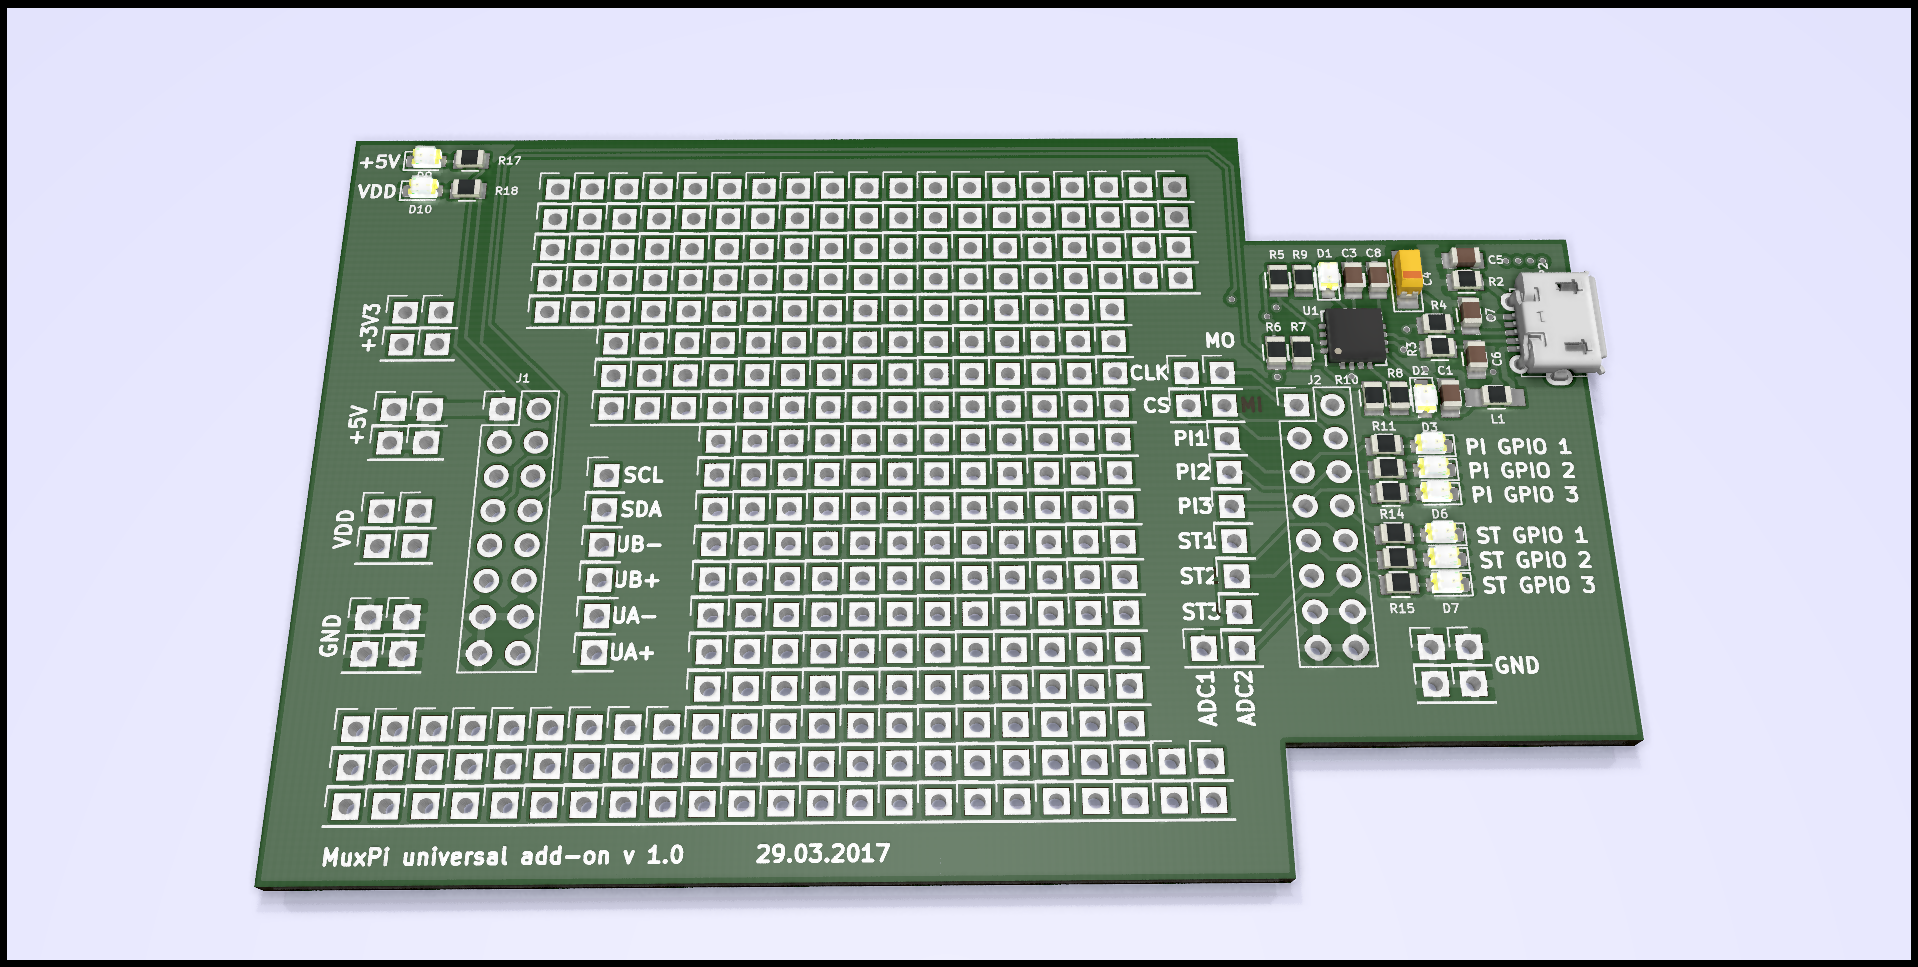 +5V
R17
VDD
R18
D10
R5 R9 D1 C3 C8
C5
R2
C4
U1
R4
+3V3
R6 R7
MO
R3
C6
CLK
J1
J2 R10
R8
D2
C1
CS
MI
L1
+5V
R11
D3
PI1
PI GPIO 1
SCL
PI2
PI GPIO 2
SDA
PI3
PI GPIO 3
R14
D6
VDD
UB-
ST1
ST GPIO 1
UB+
ST2
ST GPIO 2
UA-
ST3
ST GPIO 3
R15
D7
GND
UA+
ADC1
ADC2
GND
MuxPi universal add-on v 1.0
29.03.2017